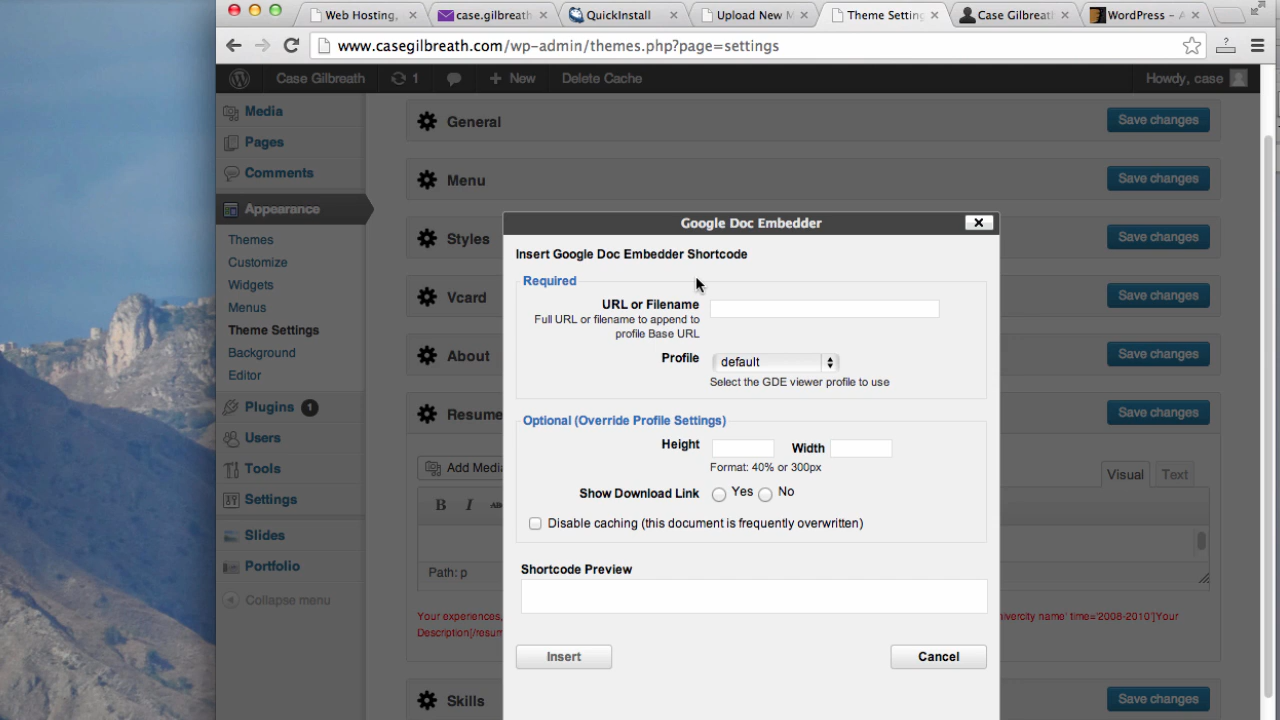 Web Hosting,
case.gilbreath
QuickInstall
Upload New M
Theme Setting
Case Gilbreath
WordPress – A
www.casegilbreath.com/wp-admin/themes.php?page=settings
Case Gilbreath
1
New
Delete Cache
Howdy, case
Media
Pages
Comments
Appearance
Themes
Customize
Widgets
Menus
Theme Settings
Background
Editor
Plugins 1
Users
Tools
Settings
Slides
Portfolio
Collapse menu
General
Save changes
Menu
Save changes
Styles
Save changes
Vcard
Save changes
About
Save changes
Resume
Save changes
Add Media
Visual
Text
B
I
ABC
Path: p
Your experiences,
time='2008-2010']Your
Description[/resum
Skills
Save changes
Google Doc Embedder
Insert Google Doc Embedder Shortcode
Required
URL or Filename
Full URL or filename to append to
profile Base URL
Profile
default
Select the GDE viewer profile to use
Optional (Override Profile Settings)
Height
Width
Format: 40% or 300px
Show Download Link
Yes
No
Disable caching (this document is frequently overwritten)
Shortcode Preview
Insert
Cancel